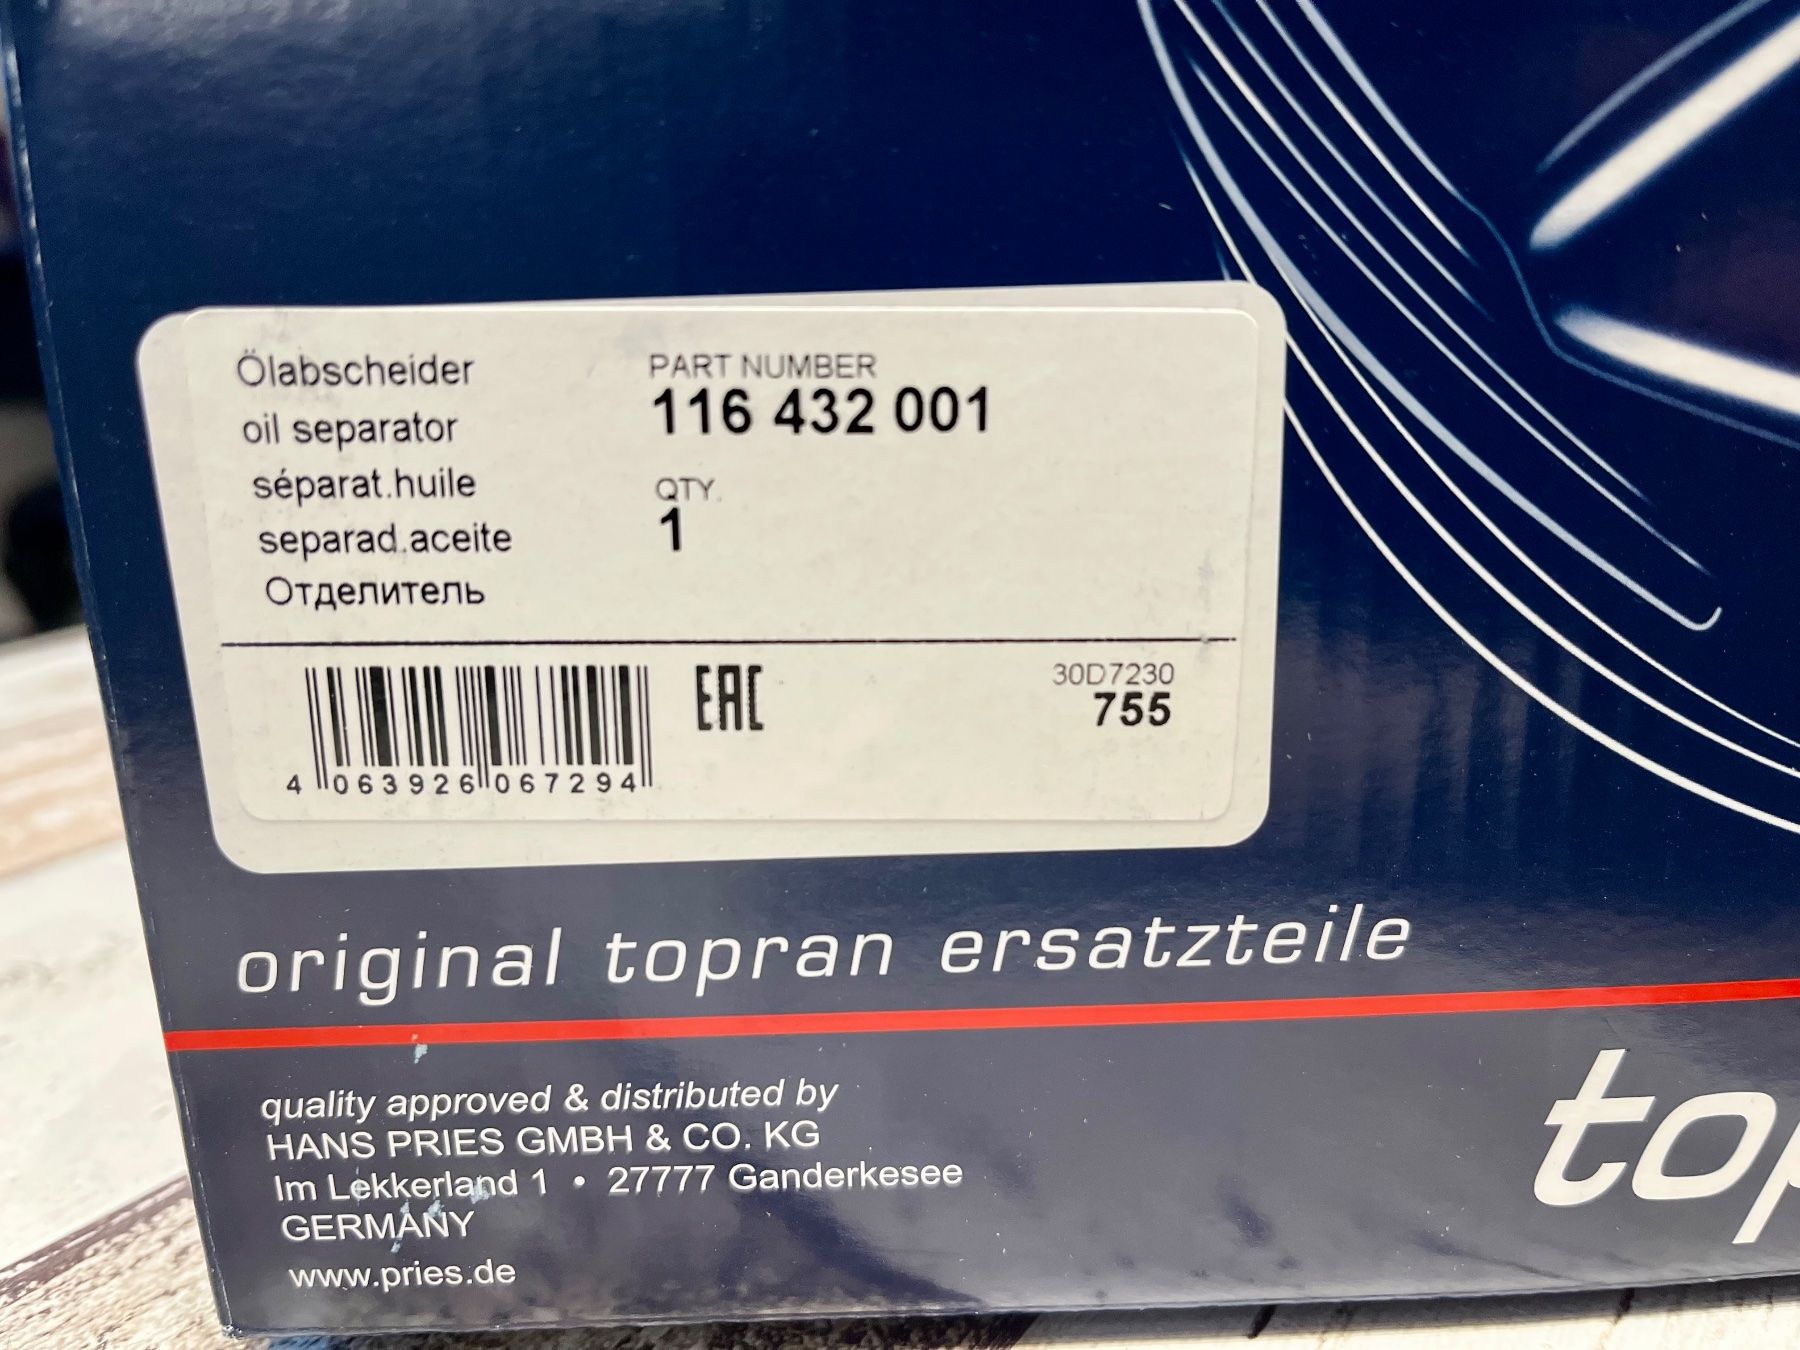 Ölabscheider
oil separator
séparat.huile
separad.aceite
Отделитель
PART NUMBER
116 432 001
QTY.
1
4 063926 067294
EAC
30D7230
755
original topran ersatzteile
quality approved & distributed by
HANS PRIES GMBH & CO. KG
Im Lekkerland 1 • 27777 Ganderkesee
GERMANY
www.pries.de
top